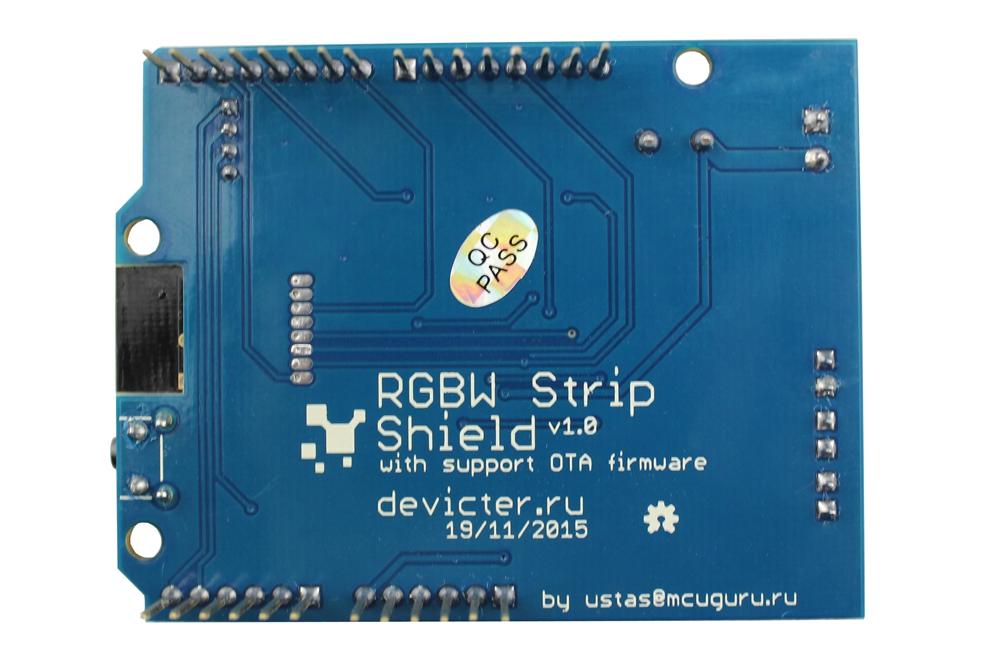 QC
PASS
RGBW Strip
Shield v1.0
with support OTA firmware
devicter.ru
19/11/2015
by ustas@mcuguru.ru